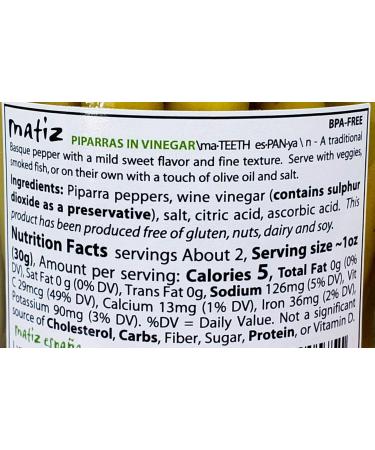 BPA-FREE
matiz PIPARRAS IN VINEGAR\ma-TEETH es-PAN-ya \ n - A traditional
Basque pepper with a mild sweet flavor and fine texture. Serve with veggies,
smoked fish, or on their own with a touch of olive oil and salt.
Ingredients: Piparra peppers, wine vinegar (contains sulphur
dioxide as a preservative), salt, citric acid, ascorbic acid. This
product has been produced free of gluten, nuts, dairy and soy.
Nutrition Facts servings About 2, Serving size ~1oz
(30g), Amount per serving: Calories 5, Total Fat 0g (0%
DV), Sat Fat 0 g (0% DV), Trans Fat 0g, Sodium 126mg (5% DV), Vit
C 29mcg (49% DV), Calcium 13mg (1% DV), Iron 36mg (2% DV),
Potassium 90mg (3% DV). %DV = Daily Value. Not a significant
source of Cholesterol, Carbs, Fiber, Sugar, Protein, or Vitamin D.
matiz españa